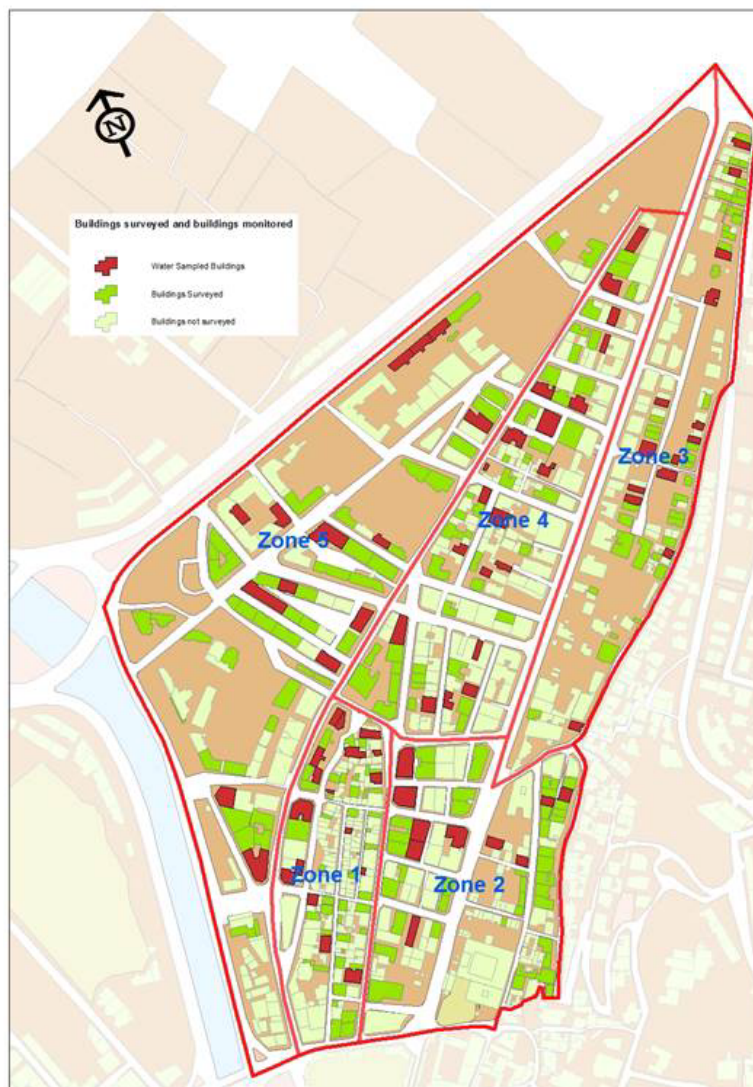 N
Buildings surveyed and buildings monitored
Water Sampled Buildings
Buildings Surveyed
Buildings not surveyed
Zone 3
Zone 4
Zone 5
Zone 1
Zone 2